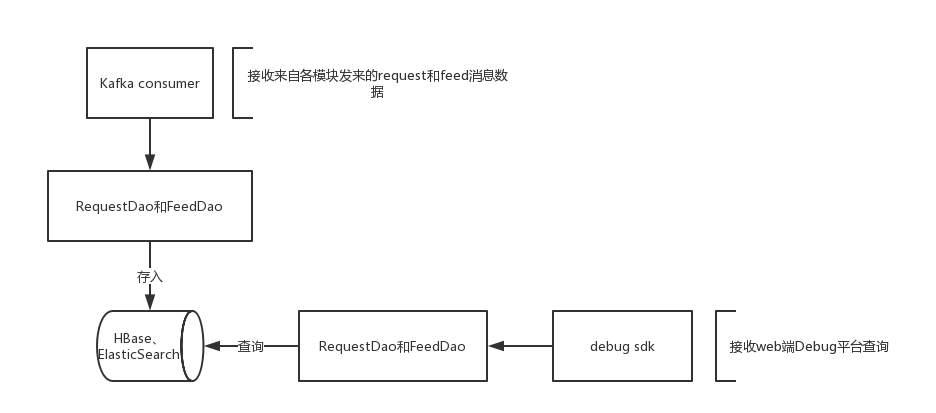 Kafka consumer
接收来自各模块发来的request和feed消息数
据
RequestDao和FeedDao
存入
HBase、
ElasticSearch
查询
RequestDao和FeedDao
debug sdk
接收web端Debug平台查询